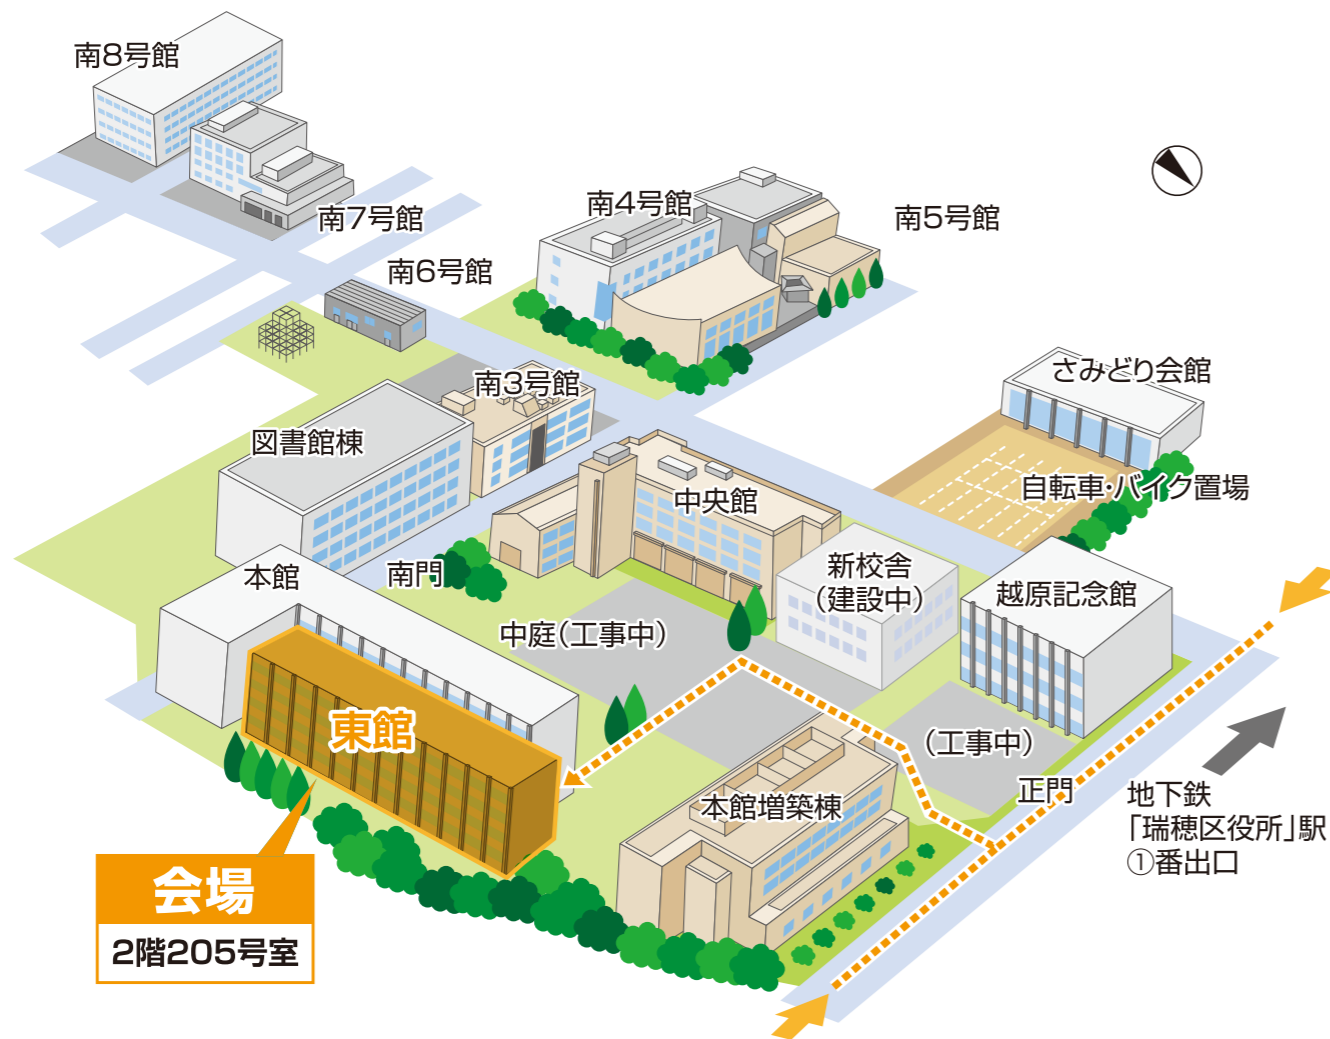 南8号館
南7号館
南4号館
南5号館
南6号館
さみどり会館
南3号館
図書館棟
自転車・バイク置場
中央館
新校舎
(建設中)
越原記念館
本館
南門
中庭(工事中)
東館
(工事中)
正門
地下鉄
「瑞穂区役所」駅
①番出口
本館増築棟
会場
2階205号室